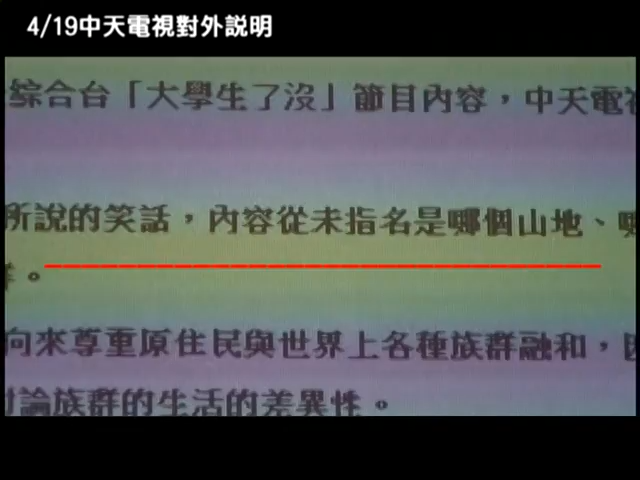 4/19中天電視對外說明
綜合台「大學生了沒」節目內容，中天電視
所說的笑話，內容從未指名是哪個山地、
群。
向來尊重原住民與世界上各種族群融和，因
討論族群的生活的差異性。